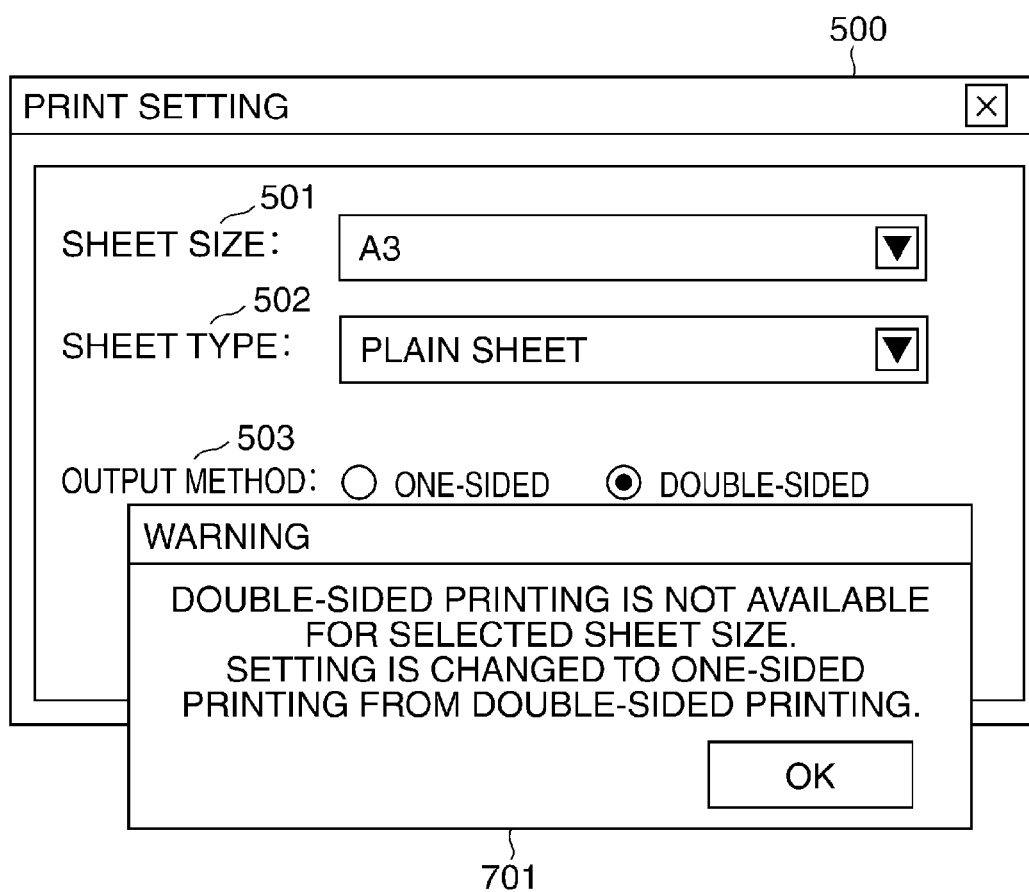 500
PRINT SETTING
501
SHEET SIZE: A3
502
SHEET TYPE: PLAIN SHEET
503
OUTPUT METHOD: ONE-SIDED DOUBLE-SIDED
WARNING
DOUBLE-SIDED PRINTING IS NOT AVAILABLE
FOR SELECTED SHEET SIZE.
SETTING IS CHANGED TO ONE-SIDED
PRINTING FROM DOUBLE-SIDED PRINTING.
OK
701